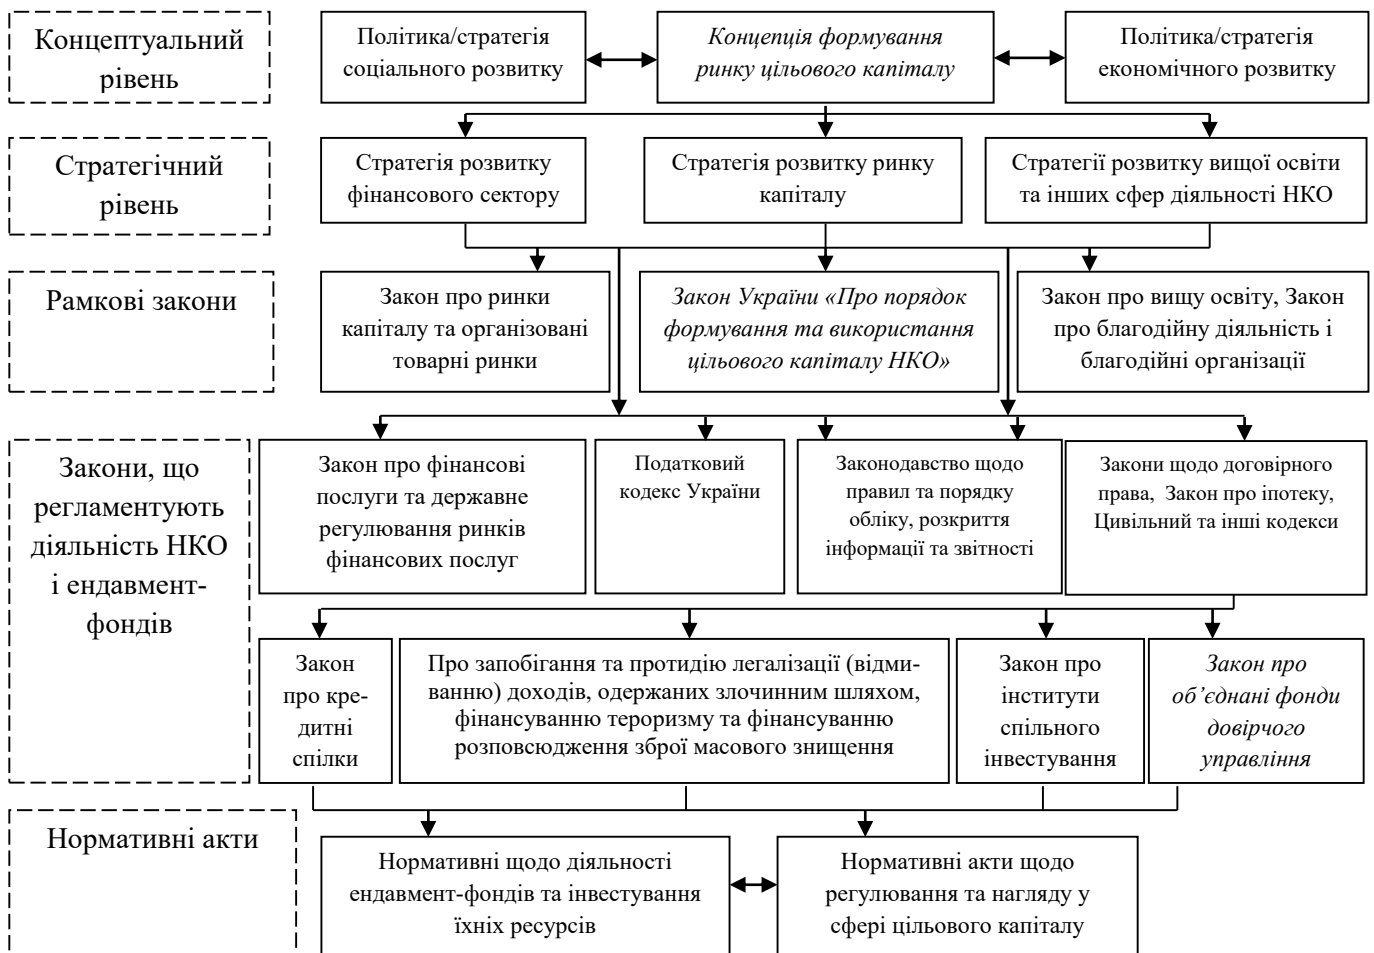 Концептуальний
рівень
Політика/стратегія
соціального розвитку
Концепція формування
ринку цільового капіталу
Політика/стратегія
економічного розвитку
Стратегічний
рівень
Стратегія розвитку
фінансового сектору
Стратегія розвитку ринку
капіталу
Стратегії розвитку вищої освіти
та інших сфер діяльності НКО
Рамкові закони
Закон про ринки
капіталу та організовані
товарні ринки
Закон України «Про порядок
формування та використання
цільового капіталу НКО»
Закон про вищу освіту, Закон
про благодійну діяльність і
благодійні організації
Закони, що
регламентують
діяльність НКО
і ендавмент-
фондів
Закон про фінансові
послуги та державне
регулювання ринків
фінансових послуг
Податковий
кодекс України
Законодавство щодо
правил та порядку
обліку, розкриття
інформації та звітності
Закони щодо договірного
права, Закон про іпотеку,
Цивільний та інші кодекси
Закон
про кре-
дитні
спілки
Про запобігання та протидію легалізації (відми-
ванню) доходів, одержаних злочинним шляхом,
фінансуванню тероризму та фінансуванню
розповсюдження зброї масового знищення
Закон про
інститути
спільного
інвестування
Закон про
об’єднані фонди
довірчого
управління
Нормативні акти
Нормативні щодо діяльності
ендавмент-фондів та інвестування
їхніх ресурсів
Нормативні акти щодо
регулювання та нагляду у
сфері цільового капіталу